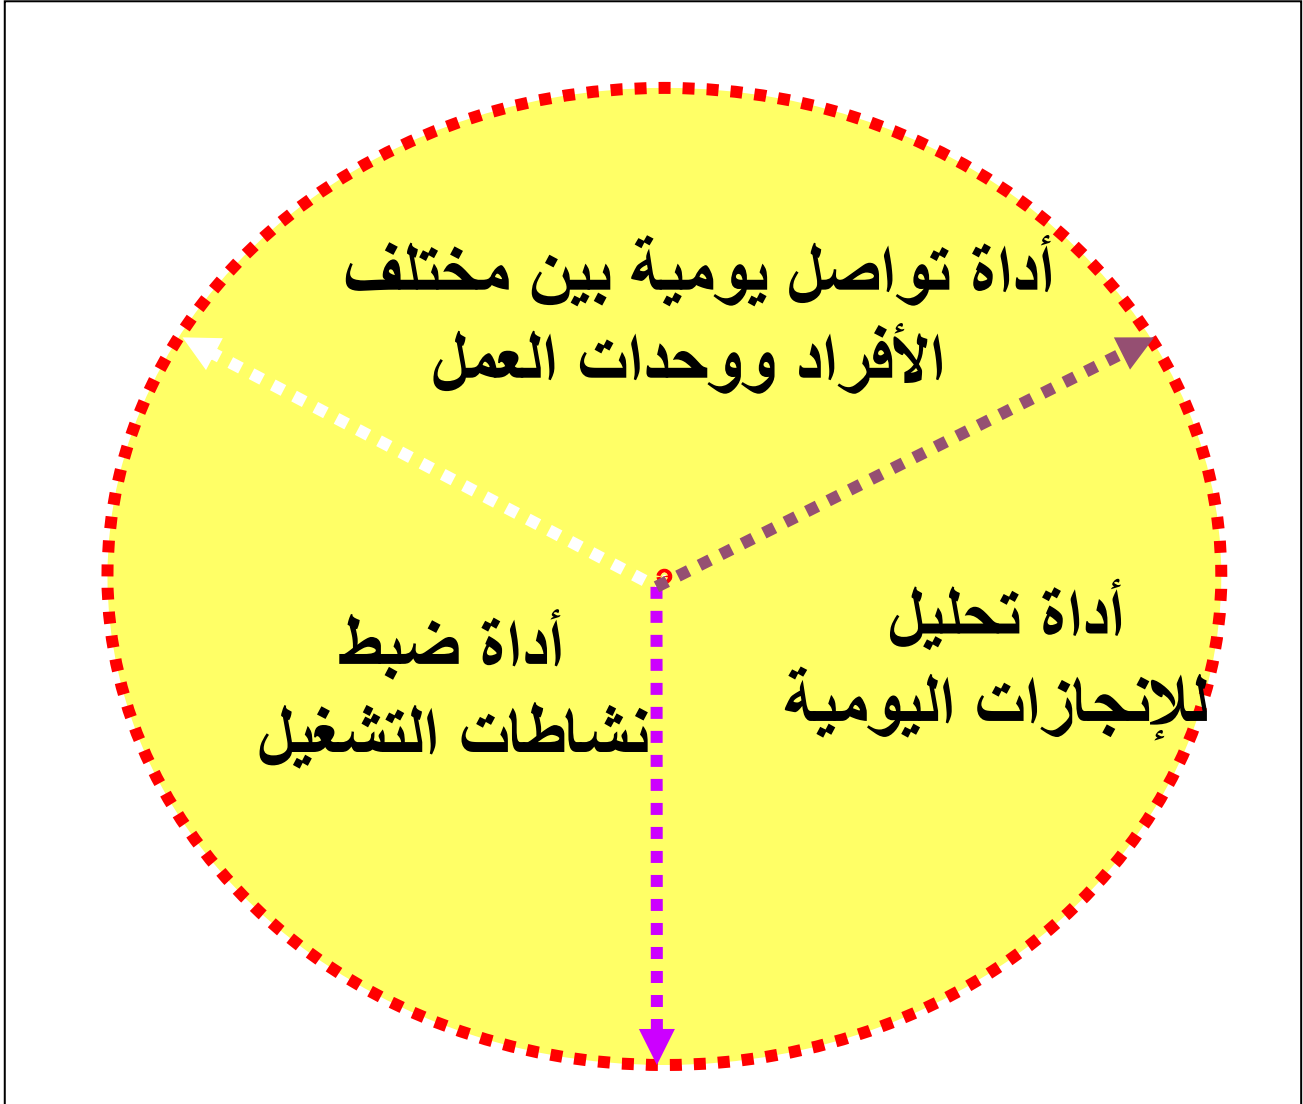 أداة تواصل يومية بين مختلف
الأفراد ووحدات العمل
أداة تحليل
للإنجازات اليومية
أداة ضبط
نشاطات التشغيل